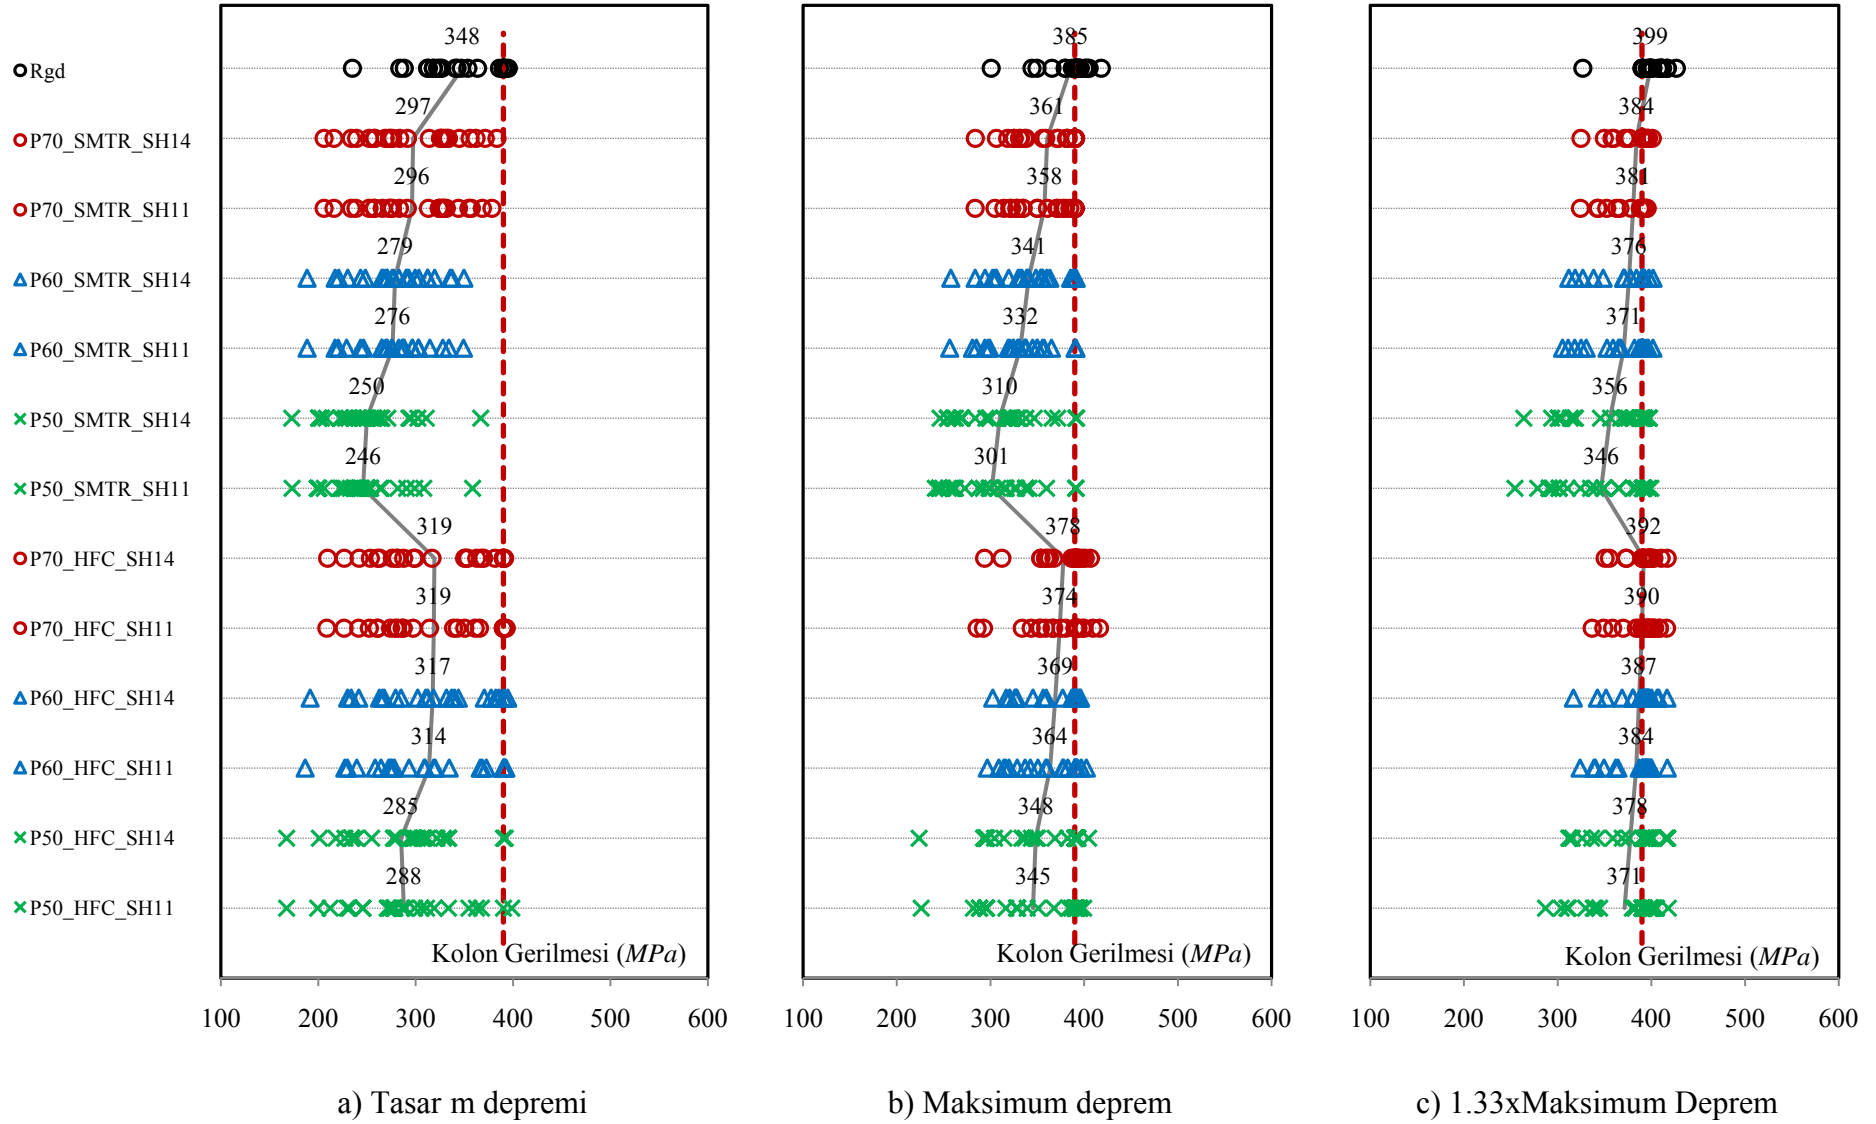 348 385 399
Rgd
297 361 384
P70_SMTR_SH14
296 358 381
P70_SMTR_SH11
279 341 376
P60_SMTR_SH14
276 332 371
P60_SMTR_SH11
250 310 356
P50_SMTR_SH14
246 301 346
P50_SMTR_SH11
319 378 392
P70_HFC_SH14
319 374 390
P70_HFC_SH11
317 369 387
P60_HFC_SH14
314 364 384
P60_HFC_SH11
285 348 378
P50_HFC_SH14
288 345 371
P50_HFC_SH11
Kolon Gerilmesi (MPa) Kolon Gerilmesi (MPa) Kolon Gerilmesi (MPa)
100 200 300 400 500 600 100 200 300 400 500 600 100 200 300 400 500 600
a) Tasar m depremi b) Maksimum deprem c) 1.33xMaksimum Deprem